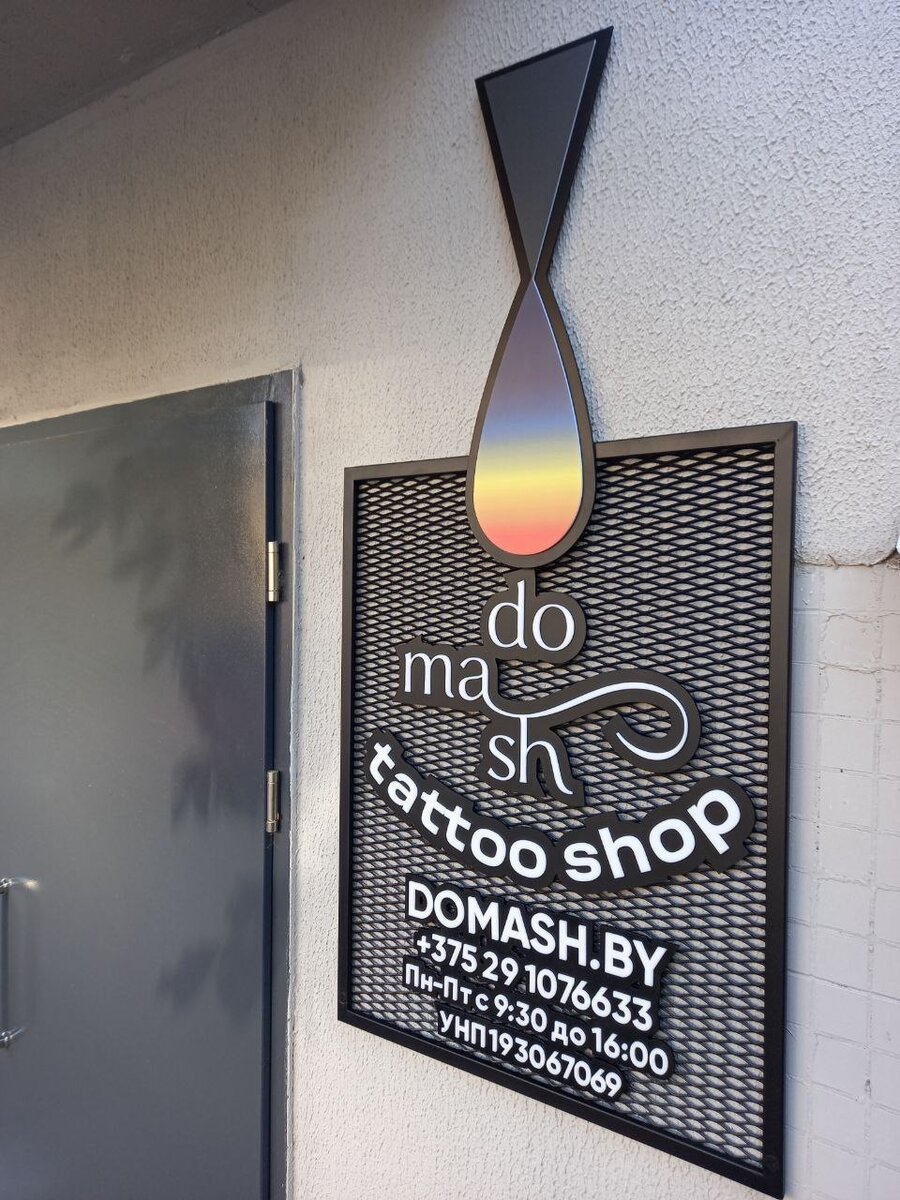 do
ma
sh
tattoo shop
DOMASH.BY
+375 29 1076633
Пн-Пт с 9:30 до 16:00
УНП193067069